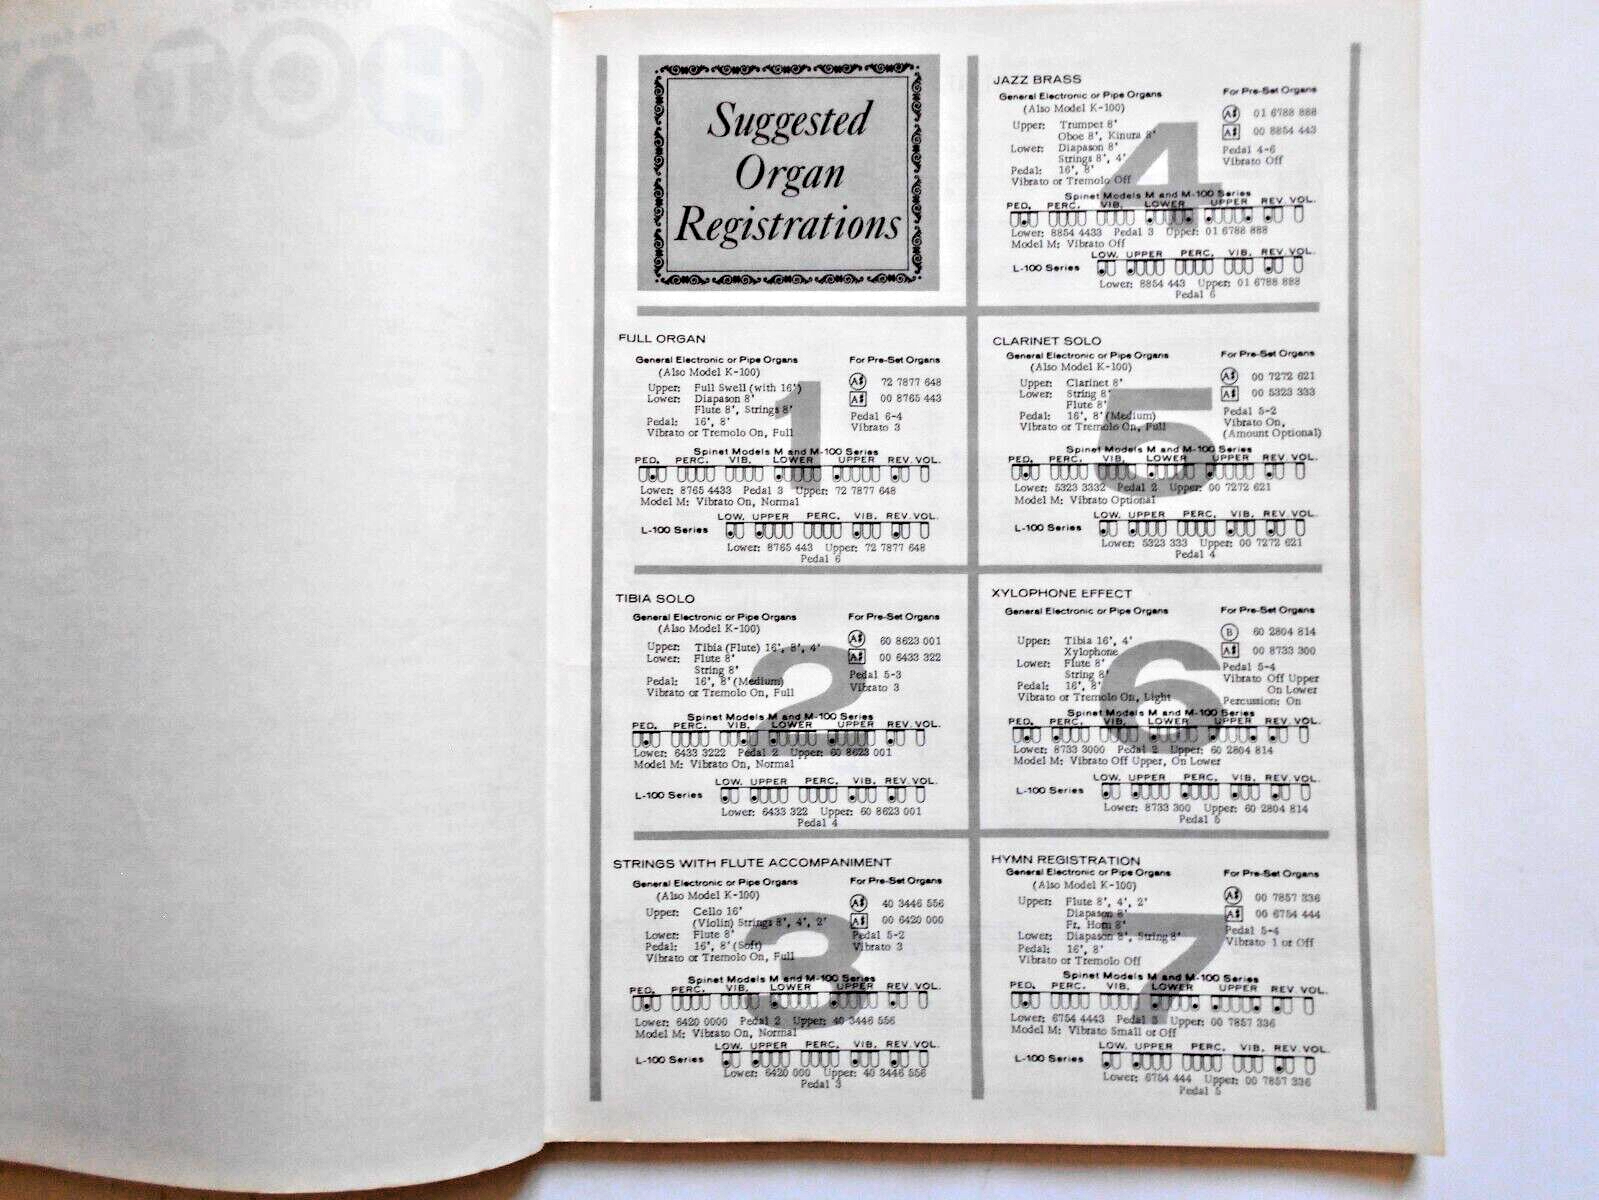 Suggested
Organ
Registrations
FULL ORGAN
General Electronic or Pipe Organs
(Also Model K-100)
Upper: Full Swell (with 16')
Lower: Diapason 8'
Flute 8', Strings 8'
Pedal: 16', 8'
Vibrato or Tremolo On, Full
For Pre-Set Organs
A# 72 7877 648
A# 00 8765 443
Pedal 6-4
Vibrato 3
1
Spinet Models M and M-100 Series
PED. PERC. VIB. LOWER UPPER REV. VOL.
Lower: 8765 4433 Pedal 3 Upper: 72 7877 648
Model M: Vibrato On, Normal
LOW. UPPER PERC. VIB. REV. VOL.
L-100 Series
Lower: 8765 443 Upper: 72 7877 648
Pedal 6
TIBIA SOLO
General Electronic or Pipe Organs
(Also Model K-100)
Upper: Tibia (Flute) 16', 8', 4'
Lower: Flute 8'
String 8'
Pedal: 16', 8' (Medium)
Vibrato or Tremolo On, Full
For Pre-Set Organs
A# 60 8623 001
A# 00 6433 322
Pedal 5-3
Vibrato 3
2
Spinet Models M and M-100 Series
PED. PERC. VIB. LOWER UPPER REV. VOL.
Lower: 6433 3222 Pedal 2 Upper: 60 8623 001
Model M: Vibrato On, Normal
LOW. UPPER PERC. VIB. REV. VOL.
L-100 Series
Lower: 6433 322 Upper: 60 8623 001
Pedal 4
STRINGS WITH FLUTE ACCOMPANIMENT
General Electronic or Pipe Organs
(Also Model K-100)
Upper: Cello 16'
(Violin) Strings 8', 4', 2'
Lower: Flute 8'
Pedal: 16', 8' (Soft)
Vibrato or Tremolo On, Full
For Pre-Set Organs
A# 40 3446 556
A# 00 6420 000
Pedal 5-2
Vibrato 3
3
Spinet Models M and M-100 Series
PED. PERC. VIB. LOWER UPPER REV. VOL.
Lower: 6420 0000 Pedal 2 Upper: 40 3446 556
Model M: Vibrato On, Normal
LOW. UPPER PERC. VIB. REV. VOL.
L-100 Series
Lower: 6420 000 Upper: 40 3446 556
Pedal 3
JAZZ BRASS
General Electronic or Pipe Organs
(Also Model K-100)
Upper: Trumpet 8'
Oboe 8', Kinura 8'
Lower: Diapason 8'
Strings 8', 4'
Pedal: 16', 8'
Vibrato or Tremolo Off
For Pre-Set Organs
A# 01 6788 888
A# 00 8854 443
Pedal 4-6
Vibrato Off
4
Spinet Models M and M-100 Series
PED. PERC. VIB. LOWER UPPER REV. VOL.
Lower: 8854 4433 Pedal 3 Upper: 01 6788 888
Model M: Vibrato Off
LOW. UPPER PERC. VIB. REV. VOL.
L-100 Series
Lower: 8854 443 Upper: 01 6788 888
Pedal 6
CLARINET SOLO
General Electronic or Pipe Organs
(Also Model K-100)
Upper: Clarinet 8'
Lower: String 8'
Flute 8'
Pedal: 16', 8' (Medium)
Vibrato or Tremolo On, Full
For Pre-Set Organs
A# 00 7272 621
A# 00 5323 333
Pedal 5-2
Vibrato On,
(Amount Optional)
5
Spinet Models M and M-100 Series
PED. PERC. VIB. LOWER UPPER REV. VOL.
Lower: 5323 3332 Pedal 2 Upper: 00 7272 621
Model M: Vibrato Optional
LOW. UPPER PERC. VIB. REV. VOL.
L-100 Series
Lower: 5323 333 Upper: 00 7272 621
Pedal 4
XYLOPHONE EFFECT
General Electronic or Pipe Organs
Upper: Tibia 16', 4'
Xylophone
Lower: Flute 8'
String 8'
Pedal: 16', 8'
Vibrato or Tremolo On, Light
For Pre-Set Organs
B 60 2804 814
A# 00 8733 300
Pedal 5-4
Vibrato Off Upper
On Lower
Percussion: On
6
Spinet Models M and M-100 Series
PED. PERC. VIB. LOWER UPPER REV. VOL.
Lower: 8733 3000 Pedal 2 Upper: 60 2804 814
Model M: Vibrato Off Upper, On Lower
LOW. UPPER PERC. VIB. REV. VOL.
L-100 Series
Lower: 8733 300 Upper: 60 2804 814
Pedal 5
HYMN REGISTRATION
General Electronic or Pipe Organs
(Also Model K-100)
Upper: Flute 8', 4', 2'
Diapason 8'
Fr. Horn 8'
Lower: Diapason 8', String 8'
Pedal: 16', 8'
Vibrato or Tremolo Off
For Pre-Set Organs
A# 00 7857 336
A# 00 6754 444
Pedal 5-4
Vibrato 1 or Off
7
Spinet Models M and M-100 Series
PED. PERC. VIB. LOWER UPPER REV. VOL.
Lower: 6754 4443 Pedal 3 Upper: 00 7857 336
Model M: Vibrato Small or Off
LOW. UPPER PERC. VIB. REV. VOL.
L-100 Series
Lower: 6754 444 Upper: 00 7857 336
Pedal 5